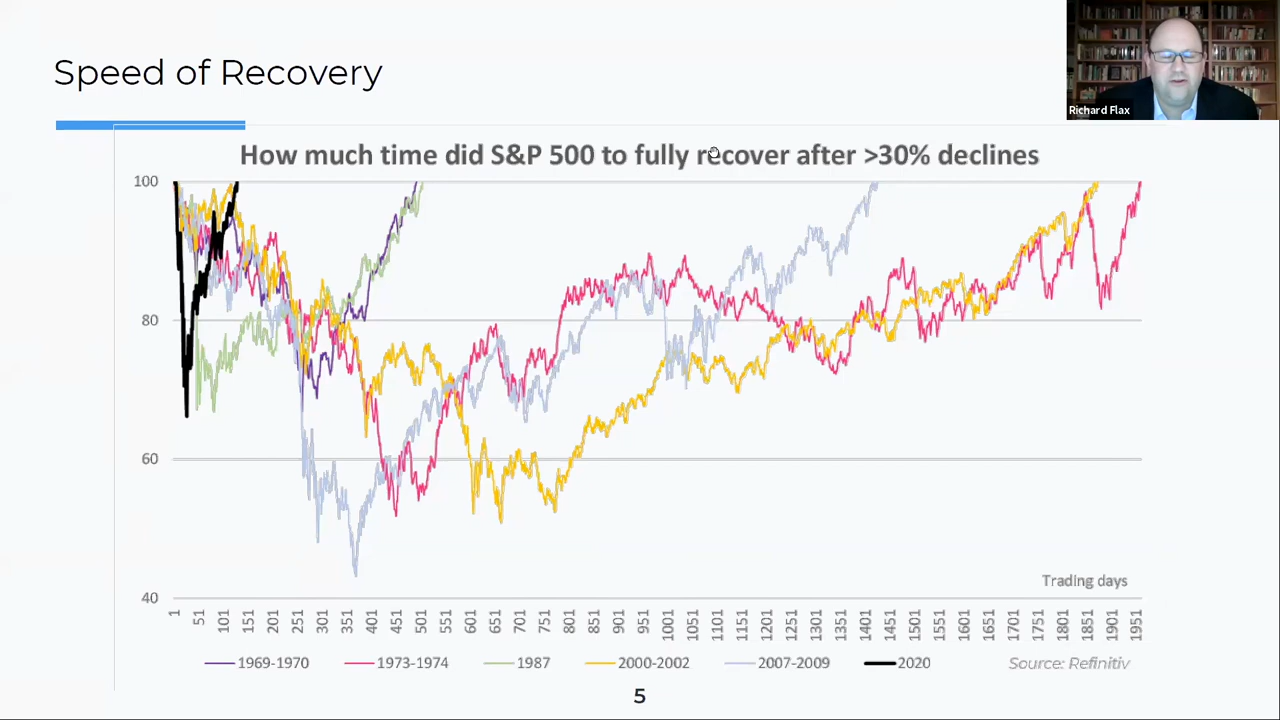 Speed of Recovery
Richard Flax
How much time did S&P 500 to fully recover after >30% declines
100
80
60
40
Trading days
1 51 101 151 201 251 301 351 401 451 501 551 601 651 701 751 801 851 901 951 1001 1051 1101 1151 1201 1251 1301 1351 1401 1451 1501 1551 1601 1651 1701 1751 1801 1851 1901 1951
1969-1970 1973-1974 1987 2000-2002 2007-2009 2020
Source: Refinitiv
5